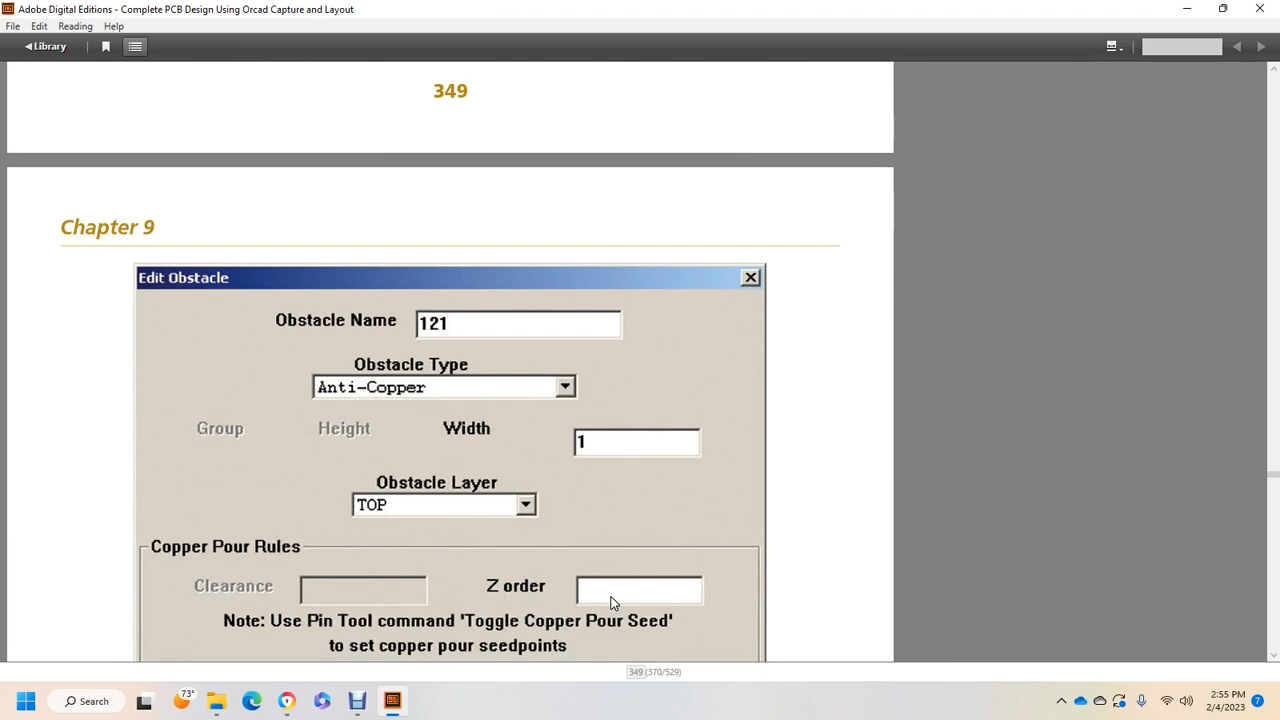 Adobe Digital Editions - Complete PCB Design Using Orcad Capture and Layout
File Edit Reading Help
Library
349
Chapter 9
Edit Obstacle
Obstacle Name 121
Obstacle Type
Anti-Copper
Group Height Width 1
Obstacle Layer
TOP
Copper Pour Rules
Clearance Z order
Note: Use Pin Tool command 'Toggle Copper Pour Seed'
to set copper pour seedpoints
349 (370/529)
73°
Search
2:55 PM
2/4/2023
7